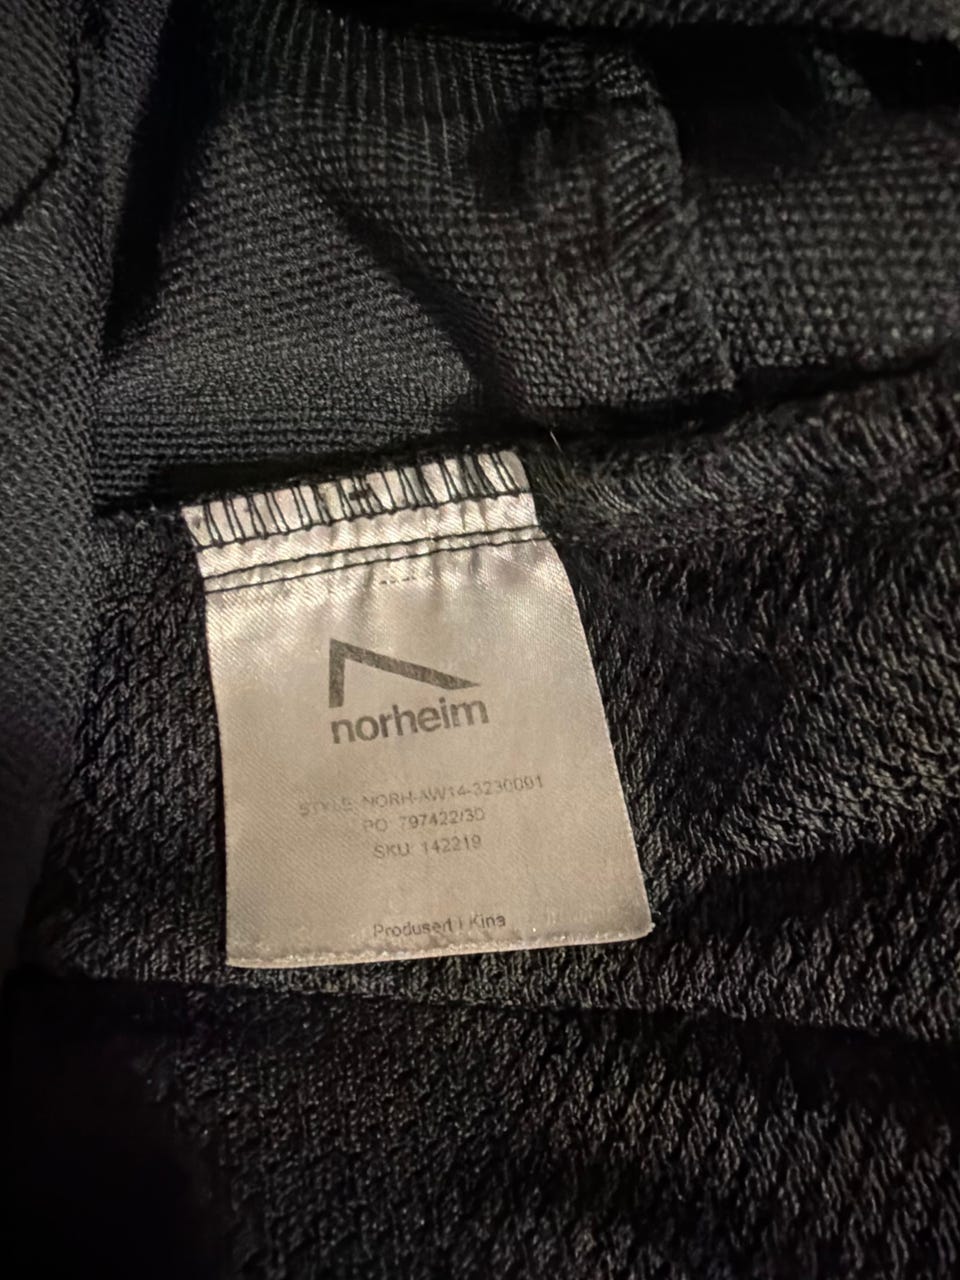 norheim
STYLE NORH-AW14-3230001
PO 797422/30
SKU 142219
Produsert i Kina